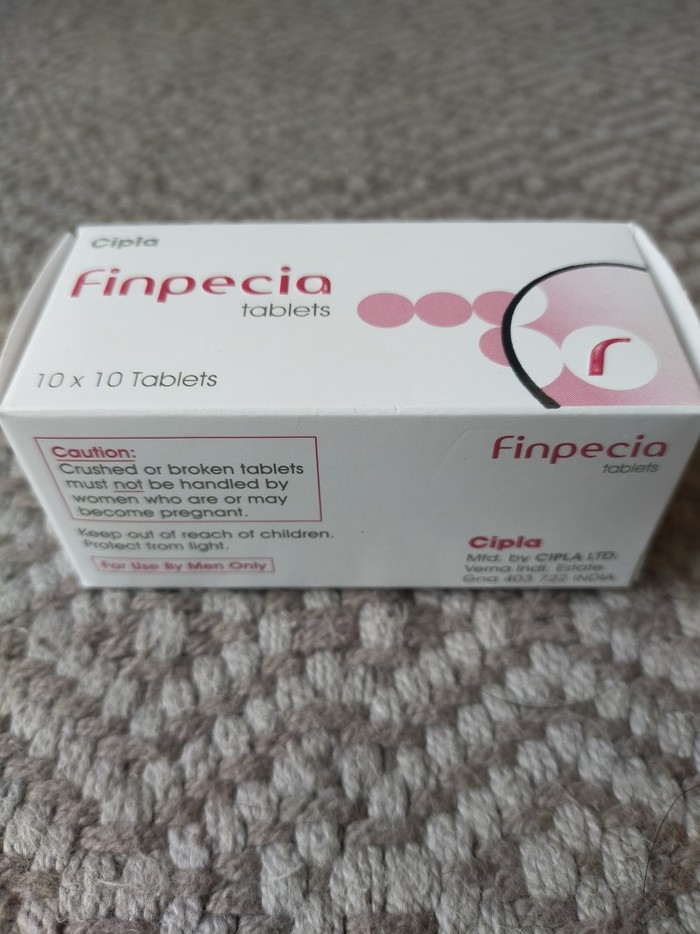 Cipla
Finpecia
tablets
10 x 10 Tablets
Caution:
Crushed or broken tablets
must not be handled by
women who are or may
become pregnant.
Keep out of reach of children.
Protect from light.
For Use By Men Only
Finpecia
tablets
Cipla
Mfd. by CIPLA LTD.
Verna Indl. Estate
Goa 403 722 INDIA